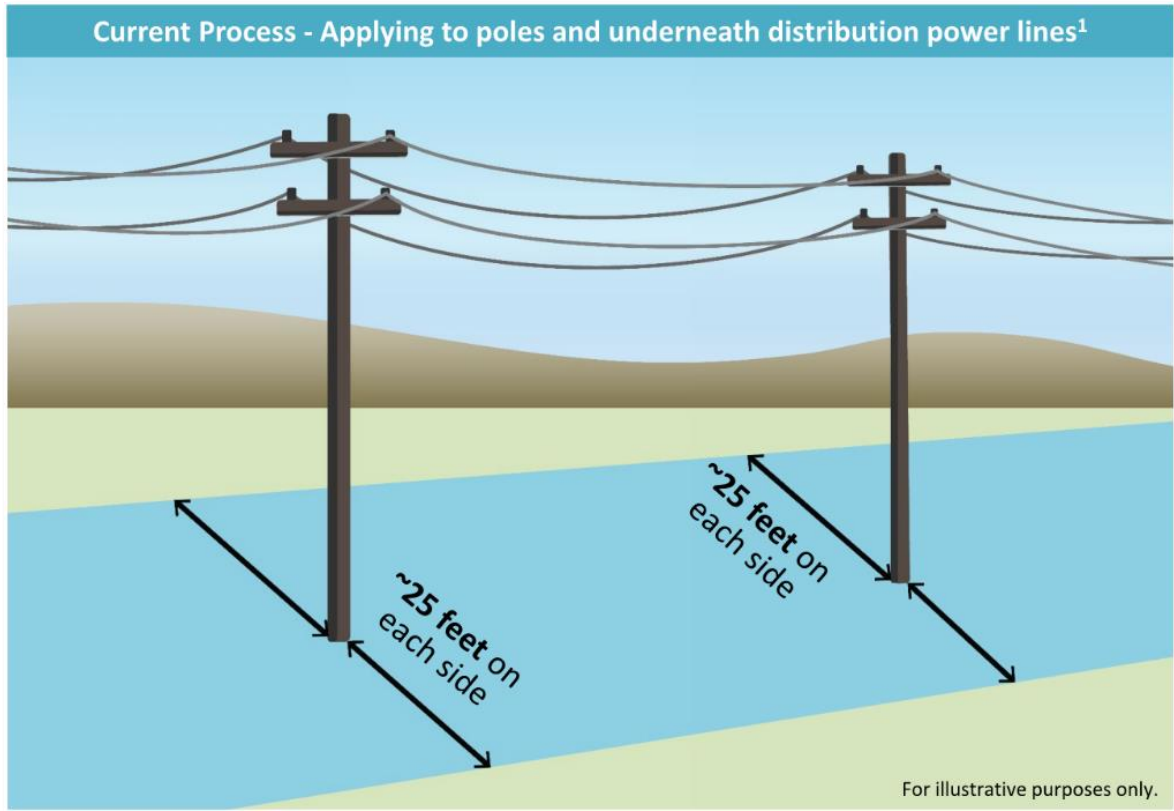 Current Process - Applying to poles and underneath distribution power lines¹
~25 feet on
each side
~25 feet on
each side
For illustrative purposes only.